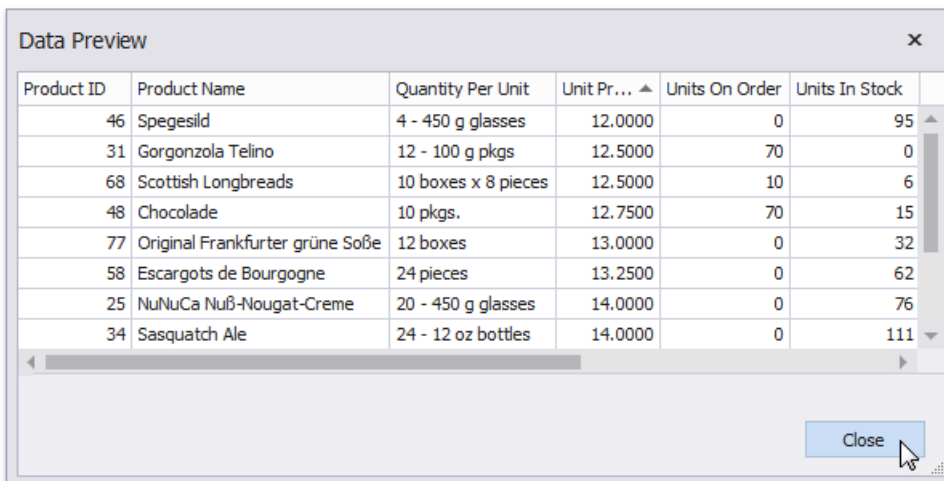 Data Preview
Product ID Product Name Quantity Per Unit Unit Pr... Units On Order Units In Stock
46 Spegesild 4 - 450 g glasses 12.0000 0 95
31 Gorgonzola Telino 12 - 100 g pkgs 12.5000 70 0
68 Scottish Longbreads 10 boxes x 8 pieces 12.5000 10 6
48 Chocolade 10 pkgs. 12.7500 70 15
77 Original Frankfurter grüne Soße 12 boxes 13.0000 0 32
58 Escargots de Bourgogne 24 pieces 13.2500 0 62
25 NuNuCa Nuß-Nougat-Creme 20 - 450 g glasses 14.0000 0 76
34 Sasquatch Ale 24 - 12 oz bottles 14.0000 0 111
Close